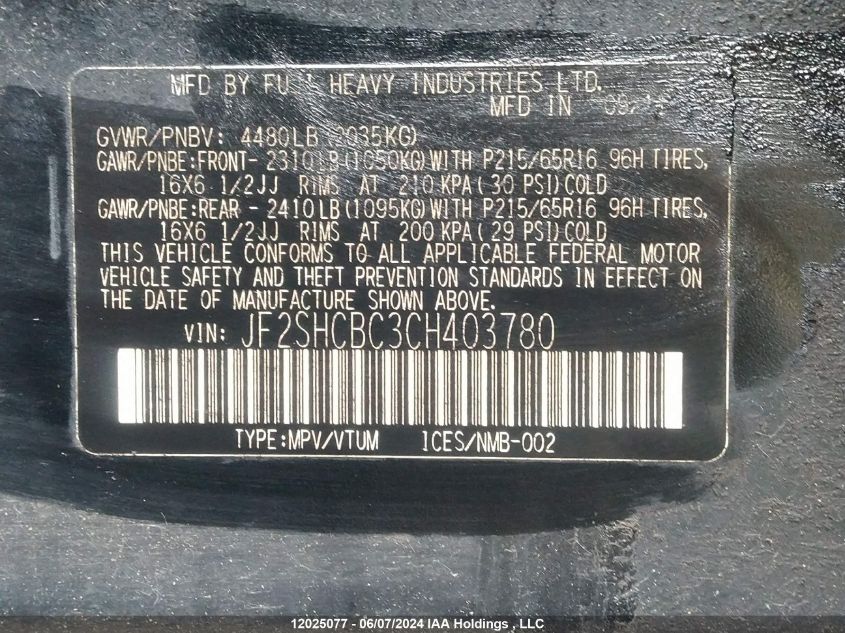 MFD BY FUJI HEAVY INDUSTRIES LTD.
MFD IN
GVWR/PNBV: 4480LB (2035KG)
GAWR/PNBE:FRONT- 2310LB(1050KG)WITH P215/65R16 96H TIRES,
16X6 1/2JJ RIMS AT 210 KPA(30 PSI)COLD
GAWR/PNBE:REAR - 2410LB(1095KG)WITH P215/65R16 96H TIRES,
16X6 1/2JJ RIMS AT 200 KPA(29 PSI)COLD
THIS VEHICLE CONFORMS TO ALL APPLICABLE FEDERAL MOTOR
VEHICLE SAFETY AND THEFT PREVENTION STANDARDS IN EFFECT ON
THE DATE OF MANUFACTURE SHOWN ABOVE.
VIN: JF2SHCBC3CH403780
TYPE:MPV/VTUM ICES/NMB-002
12025077 - 06/07/2024 IAA Holdings , LLC